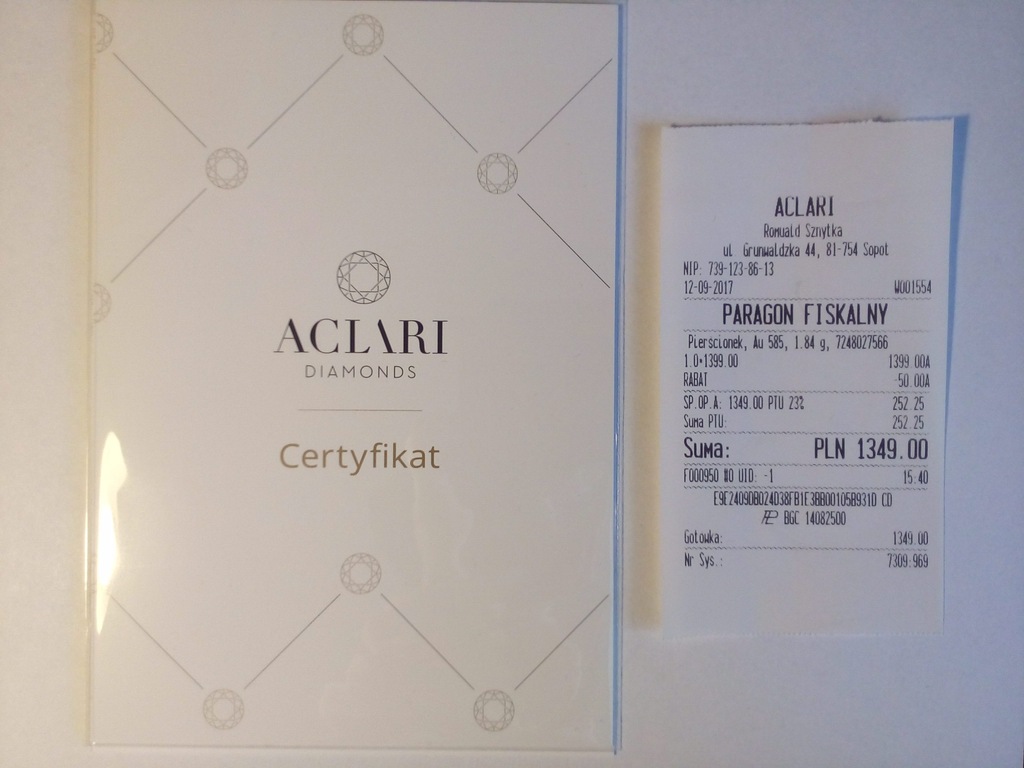 ACLARI
DIAMONDS
Certyfikat
ACLARI
Romuald Sznytka
ul. Grunwaldzka 44, 81-754 Sopot
NIP: 739-123-86-13
12-09-2017 W001554
PARAGON FISKALNY
Pierścionek, Au 585, 1.84 g, 7248027566
1.0*1399.00 1399.00A
RABAT -50.00A
SP.OP.A: 1349.00 PTU 23% 252.25
Suma PTU: 252.25
Suma: PLN 1349.00
F000950 #0 UID: -1 15:40
CD
BGC 14082500
Gotówka: 1349.00
Nr Sys.: 7309.969